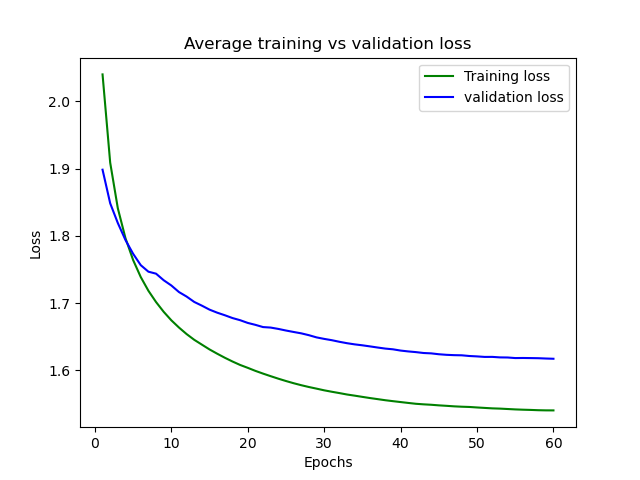 Average training vs validation loss
Training loss
validation loss
Loss
2.0
1.9
1.8
1.7
1.6
0 10 20 30 40 50 60
Epochs